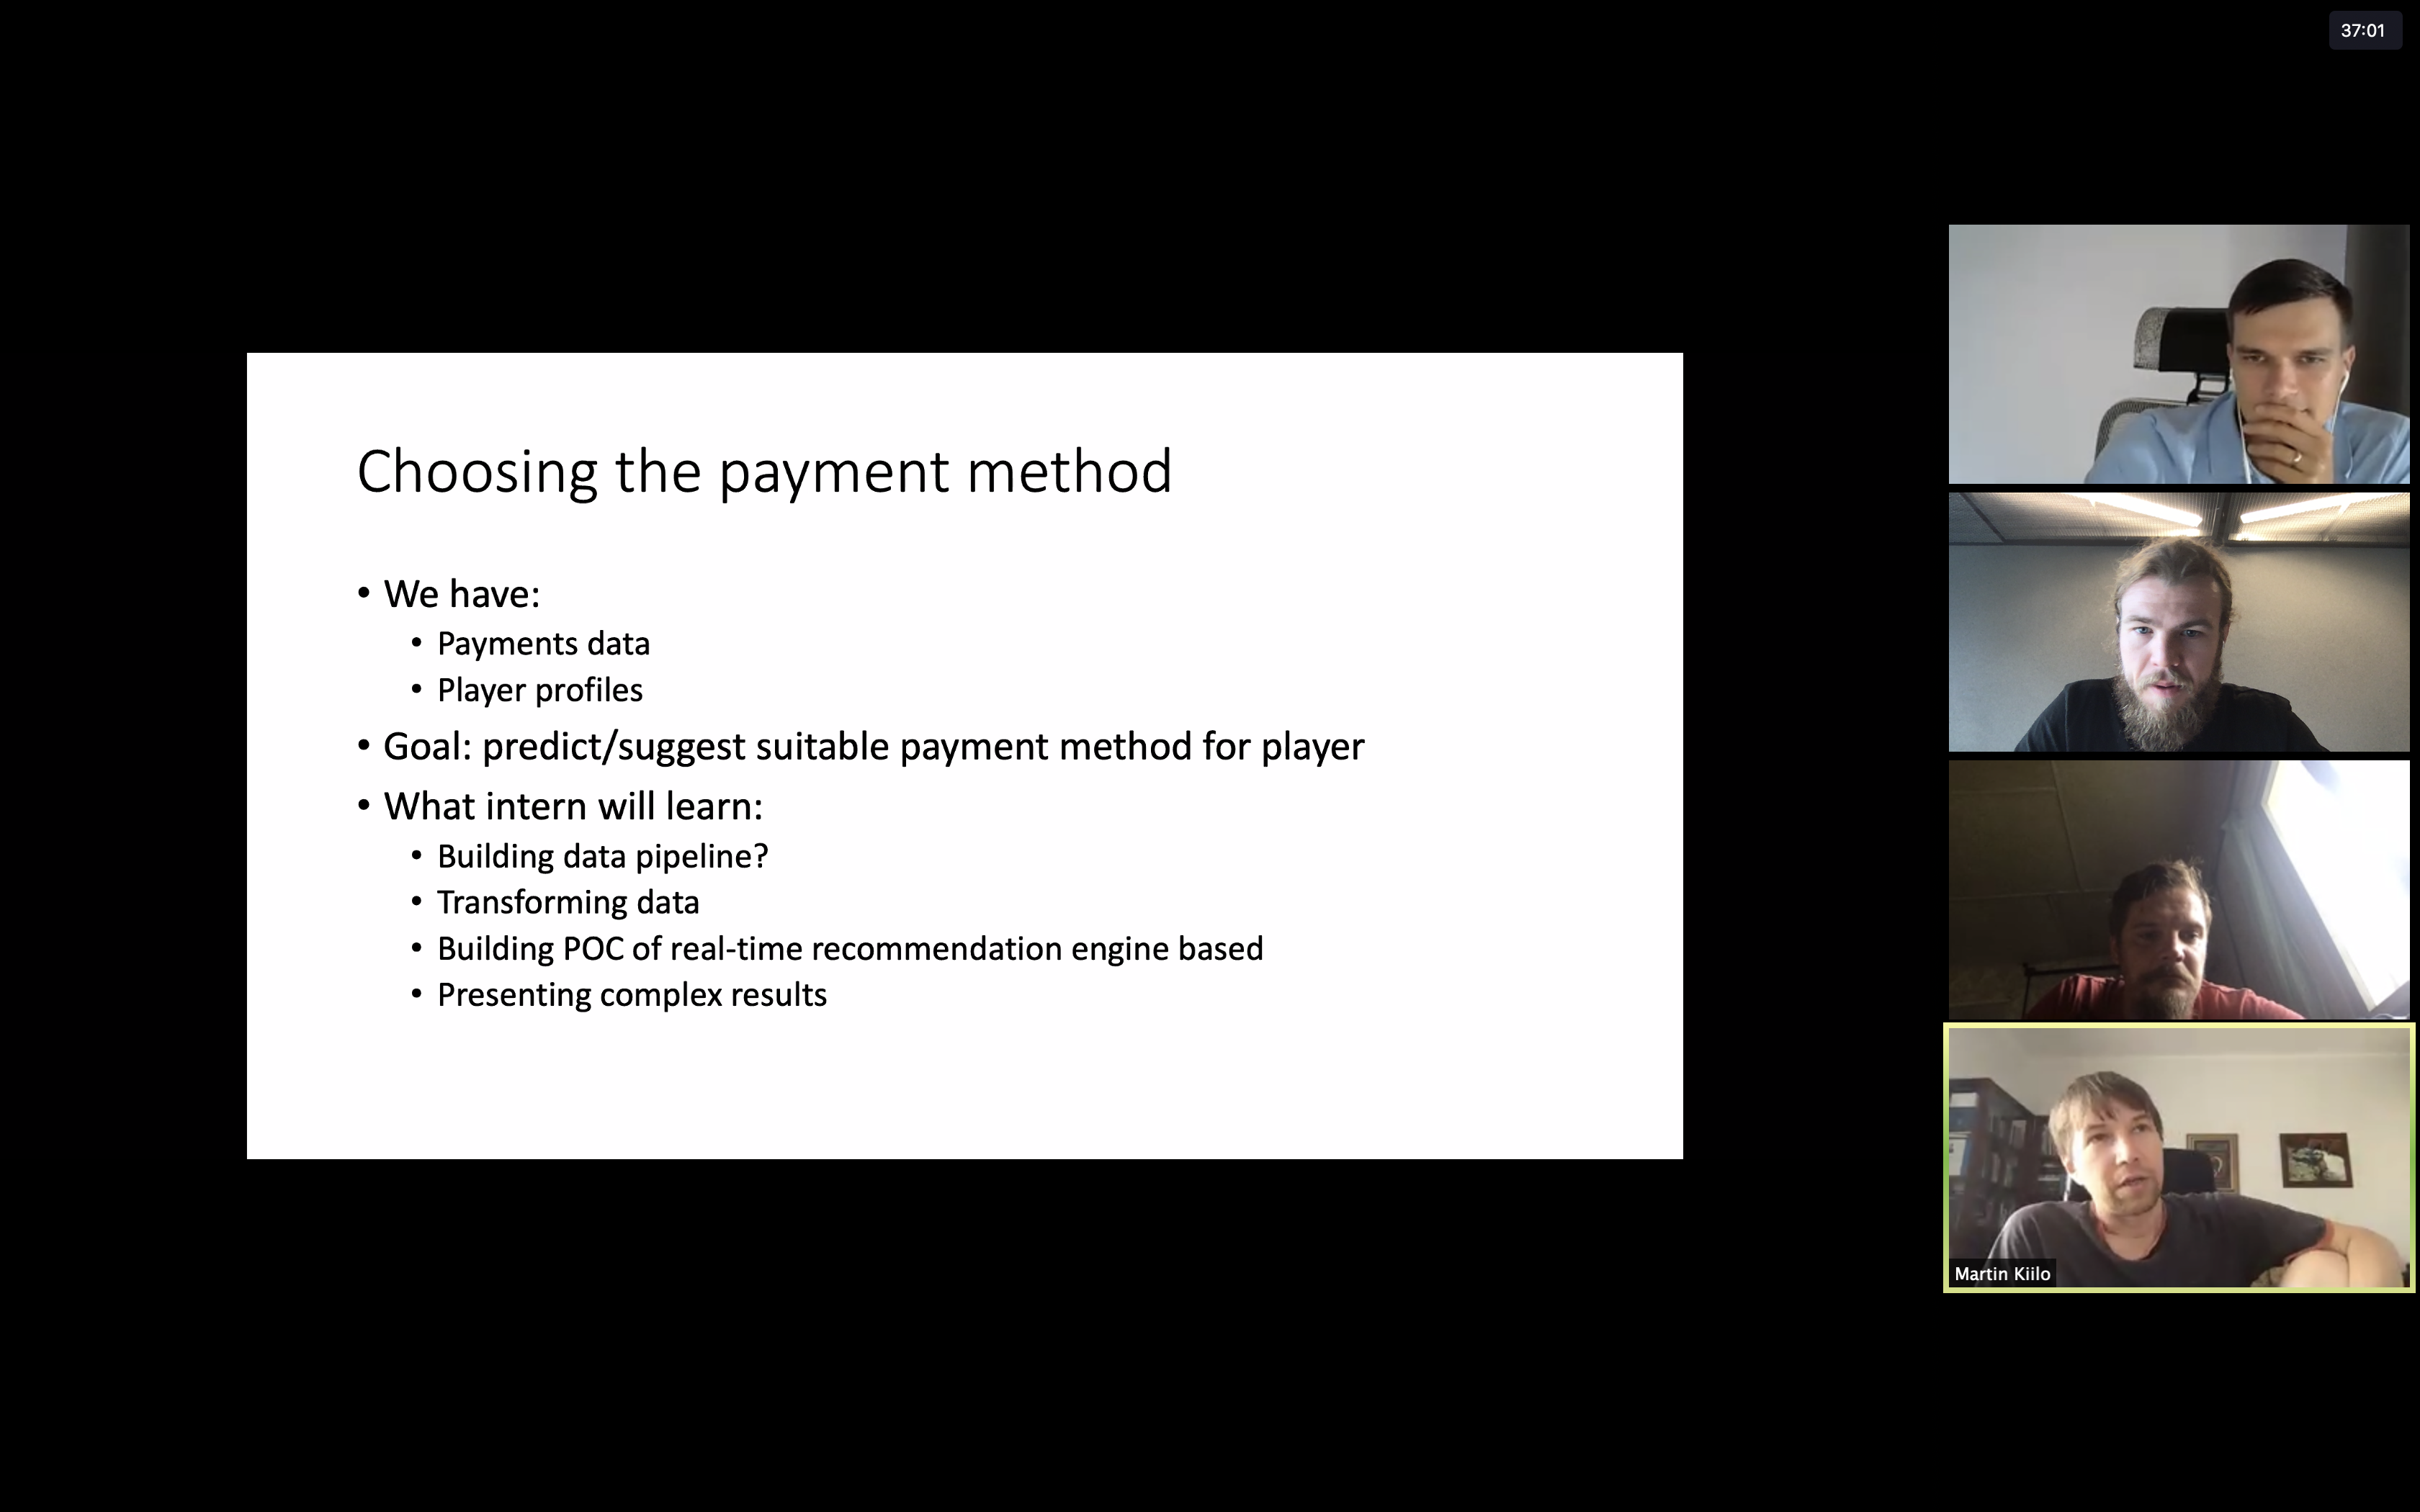 37:01
Choosing the payment method
• We have:
• Payments data
• Player profiles
• Goal: predict/suggest suitable payment method for player
• What intern will learn:
• Building data pipeline?
• Transforming data
• Building POC of real-time recommendation engine based
• Presenting complex results
Martin Kiilo